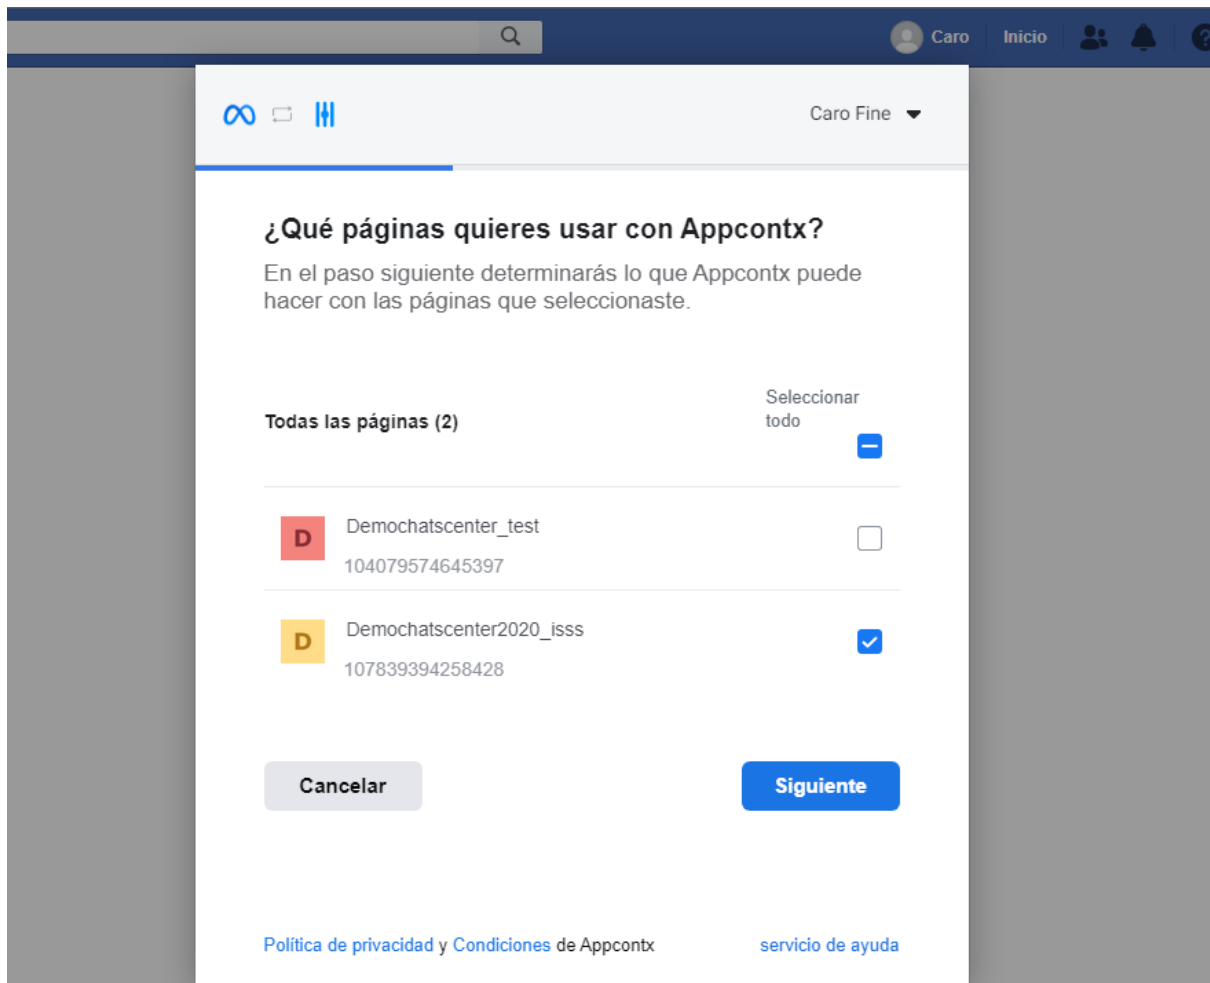 Caro Inicio
Caro Fine
¿Qué páginas quieres usar con Appcontx?
En el paso siguiente determinarás lo que Appcontx puede
hacer con las páginas que seleccionaste.
Seleccionar
todo
Todas las páginas (2)
D
Demochatscenter_test
104079574645397
D
Demochatscenter2020_isss
107839394258428
Cancelar
Siguiente
Política de privacidad y Condiciones de Appcontx
servicio de ayuda